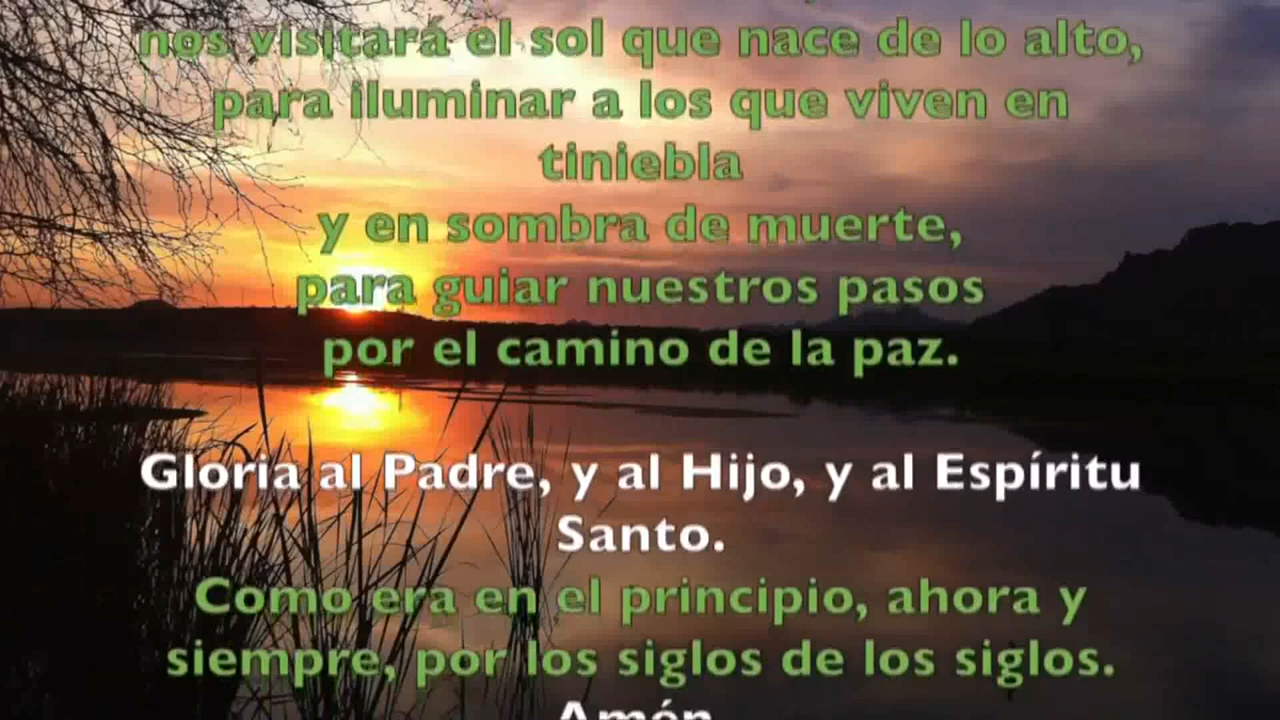 nos visitará el sol que nace de lo alto,
para iluminar a los que viven en
tiniebla
y en sombra de muerte,
para guiar nuestros pasos
por el camino de la paz.
Gloria al Padre, y al Hijo, y al Espíritu
Santo.
Como era en el principio, ahora y
siempre, por los siglos de los siglos.
Amén